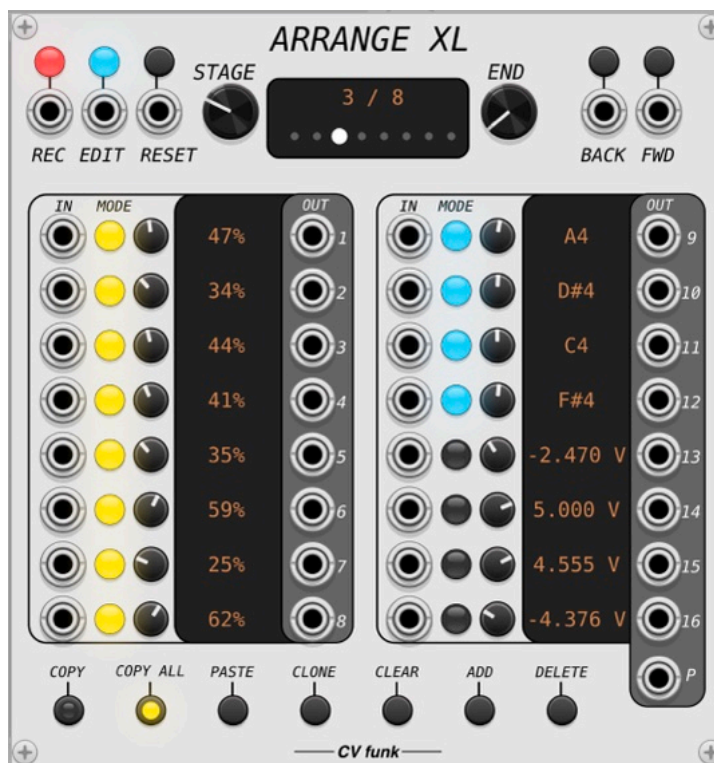 ARRANGE XL
STAGE
END
3 / 8
REC EDIT RESET
BACK FWD
IN MODE OUT
47% 1
34% 2
44% 3
41% 4
35% 5
59% 6
25% 7
62% 8
IN MODE OUT
A4 9
D#4 10
C4 11
F#4 12
-2.470 V 13
5.000 V 14
4.555 V 15
-4.376 V 16
P
COPY COPY ALL PASTE CLONE CLEAR ADD DELETE
CV funk